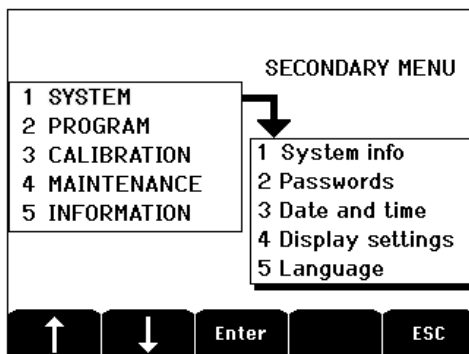 SECONDARY MENU
1 SYSTEM
2 PROGRAM
3 CALIBRATION
4 MAINTENANCE
5 INFORMATION
1 System info
2 Passwords
3 Date and time
4 Display settings
5 Language
Enter
ESC